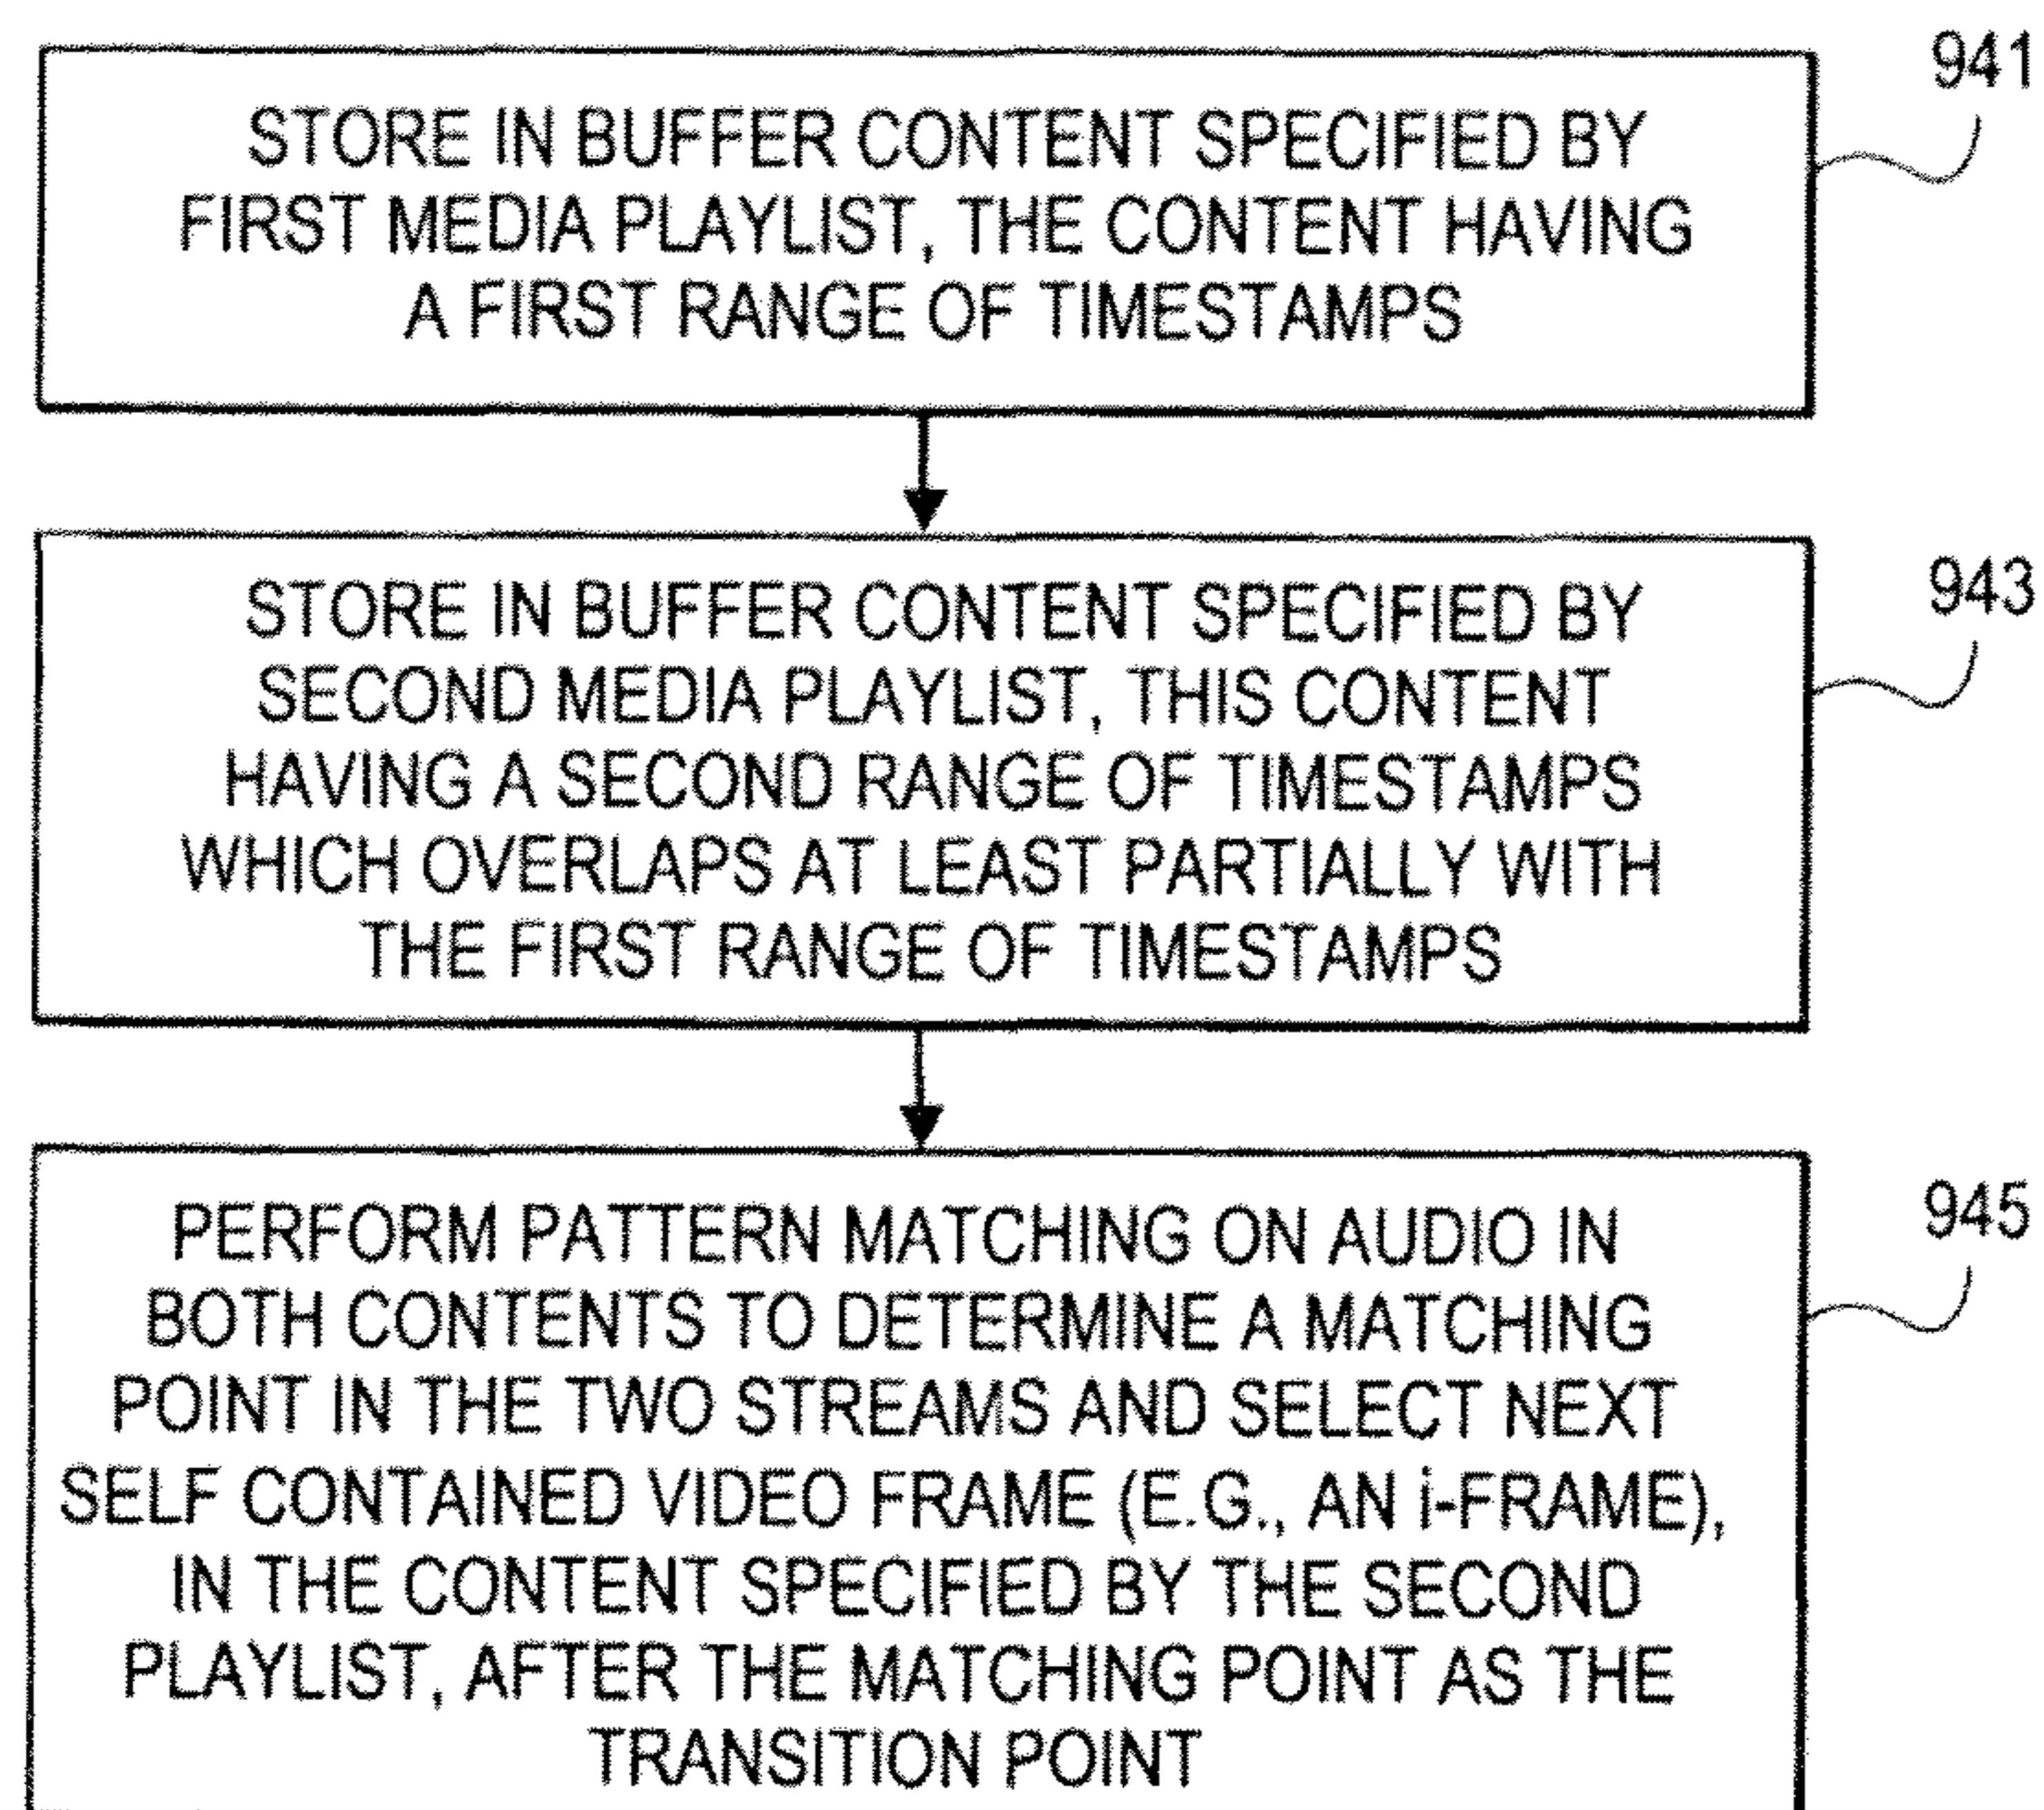 941
STORE IN BUFFER CONTENT SPECIFIED BY
FIRST MEDIA PLAYLIST, THE CONTENT HAVING
A FIRST RANGE OF TIMESTAMPS
943
STORE IN BUFFER CONTENT SPECIFIED BY
SECOND MEDIA PLAYLIST, THIS CONTENT
HAVING A SECOND RANGE OF TIMESTAMPS
WHICH OVERLAPS AT LEAST PARTIALLY WITH
THE FIRST RANGE OF TIMESTAMPS
945
PERFORM PATTERN MATCHING ON AUDIO IN
BOTH CONTENTS TO DETERMINE A MATCHING
POINT IN THE TWO STREAMS AND SELECT NEXT
SELF CONTAINED VIDEO FRAME (E.G., AN i-FRAME),
IN THE CONTENT SPECIFIED BY THE SECOND
PLAYLIST, AFTER THE MATCHING POINT AS THE
TRANSITION POINT